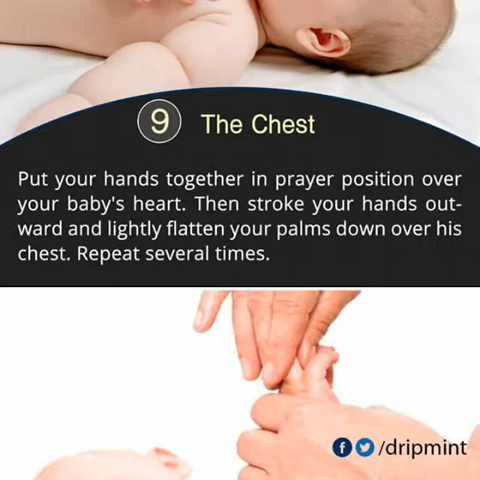 9 The Chest
Put your hands together in prayer position over
your baby's heart. Then stroke your hands out-
ward and lightly flatten your palms down over his
chest. Repeat several times.
/dripmint